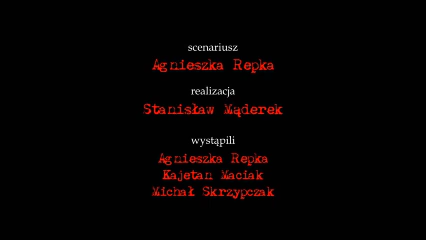 scenariusz
Agnieszka Repka
realizacja
Stanisław Mąderek
wystąpili
Agnieszka Repka
Kajetan Maciak
Michał Skrzypczak